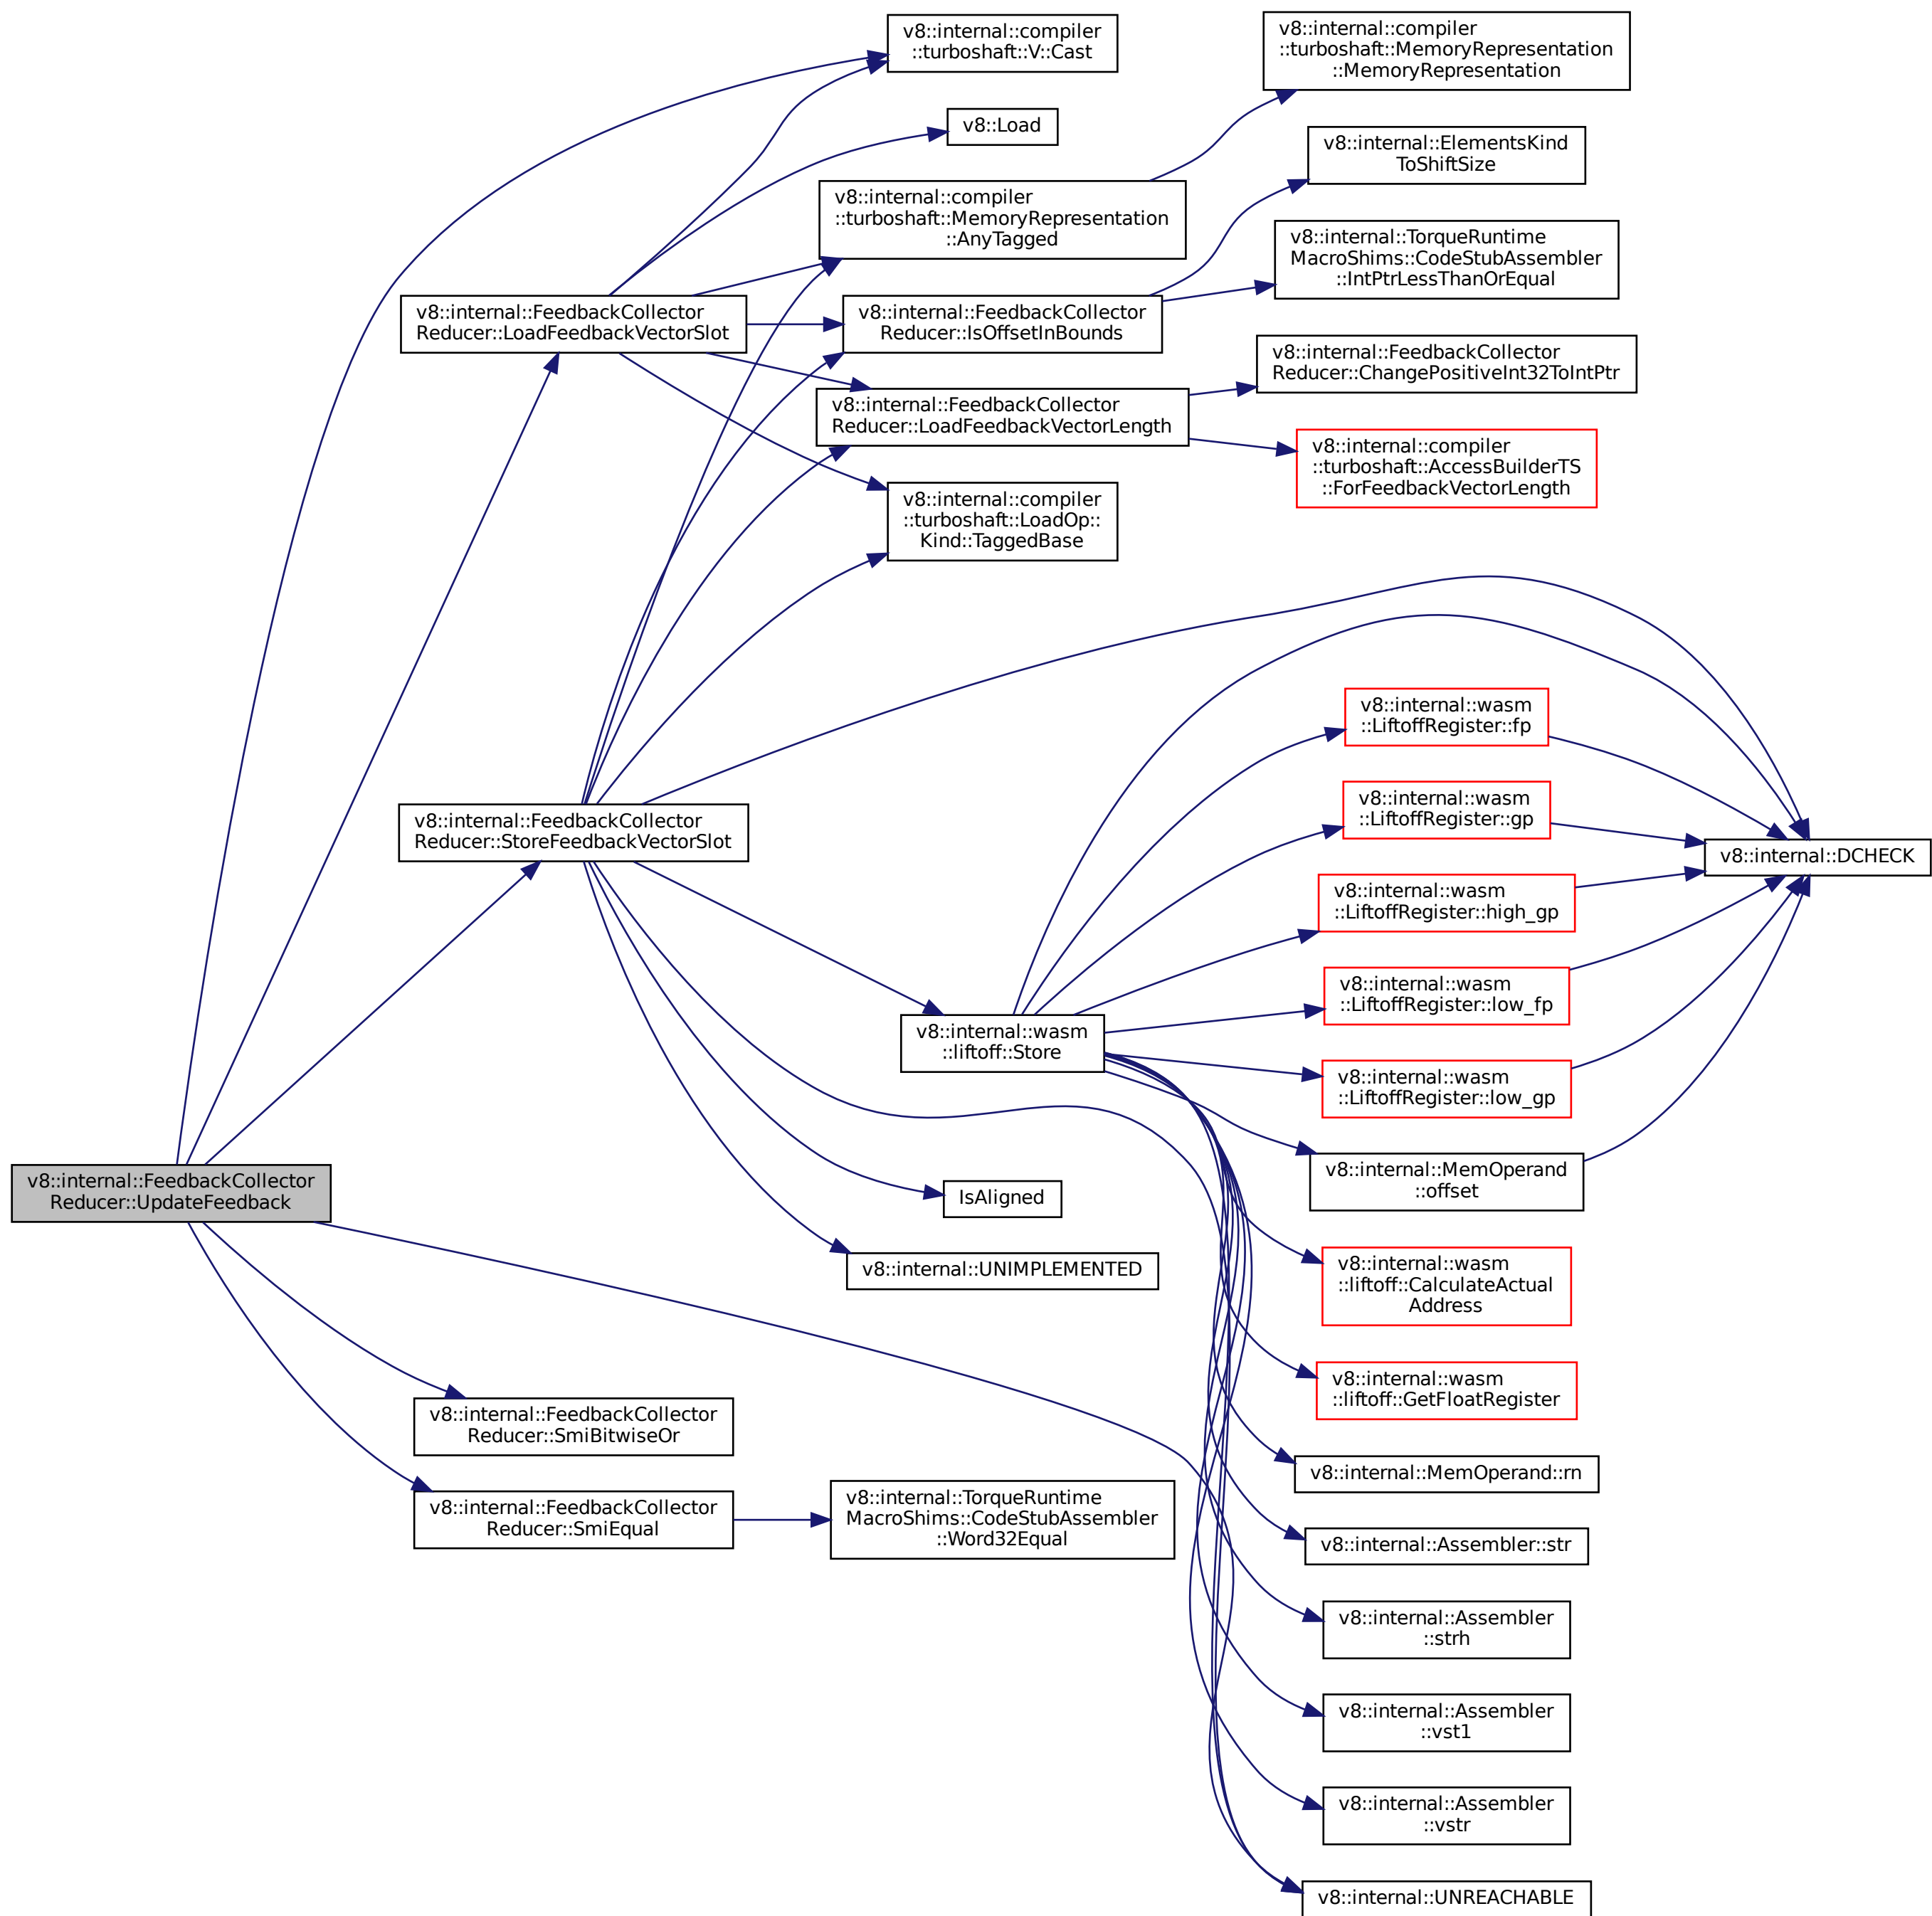 v8::internal::compiler
::turboshaft::V::Cast
v8::internal::compiler
::turboshaft::MemoryRepresentation
::MemoryRepresentation
v8::Load
v8::internal::ElementsKind
ToShiftSize
v8::internal::compiler
::turboshaft::MemoryRepresentation
::AnyTagged
v8::internal::TorqueRuntime
MacroShims::CodeStubAssembler
::IntPtrLessThanOrEqual
v8::internal::FeedbackCollector
Reducer::LoadFeedbackVectorSlot
v8::internal::FeedbackCollector
Reducer::IsOffsetInBounds
v8::internal::FeedbackCollector
Reducer::ChangePositiveInt32ToIntPtr
v8::internal::FeedbackCollector
Reducer::LoadFeedbackVectorLength
v8::internal::compiler
::turboshaft::AccessBuilderTS
::ForFeedbackVectorLength
v8::internal::compiler
::turboshaft::LoadOp::
Kind::TaggedBase
v8::internal::wasm
::LiftoffRegister::fp
v8::internal::wasm
::LiftoffRegister::gp
v8::internal::FeedbackCollector
Reducer::StoreFeedbackVectorSlot
v8::internal::DCHECK
v8::internal::wasm
::LiftoffRegister::high_gp
v8::internal::wasm
::LiftoffRegister::low_fp
v8::internal::wasm
::liftoff::Store
v8::internal::wasm
::LiftoffRegister::low_gp
v8::internal::MemOperand
::offset
v8::internal::FeedbackCollector
Reducer::UpdateFeedback
IsAligned
v8::internal::UNIMPLEMENTED
v8::internal::wasm
::liftoff::CalculateActual
Address
v8::internal::wasm
::liftoff::GetFloatRegister
v8::internal::FeedbackCollector
Reducer::SmiBitwiseOr
v8::internal::MemOperand::rn
v8::internal::FeedbackCollector
Reducer::SmiEqual
v8::internal::TorqueRuntime
MacroShims::CodeStubAssembler
::Word32Equal
v8::internal::Assembler::str
v8::internal::Assembler
::strh
v8::internal::Assembler
::vst1
v8::internal::Assembler
::vstr
v8::internal::UNREACHABLE